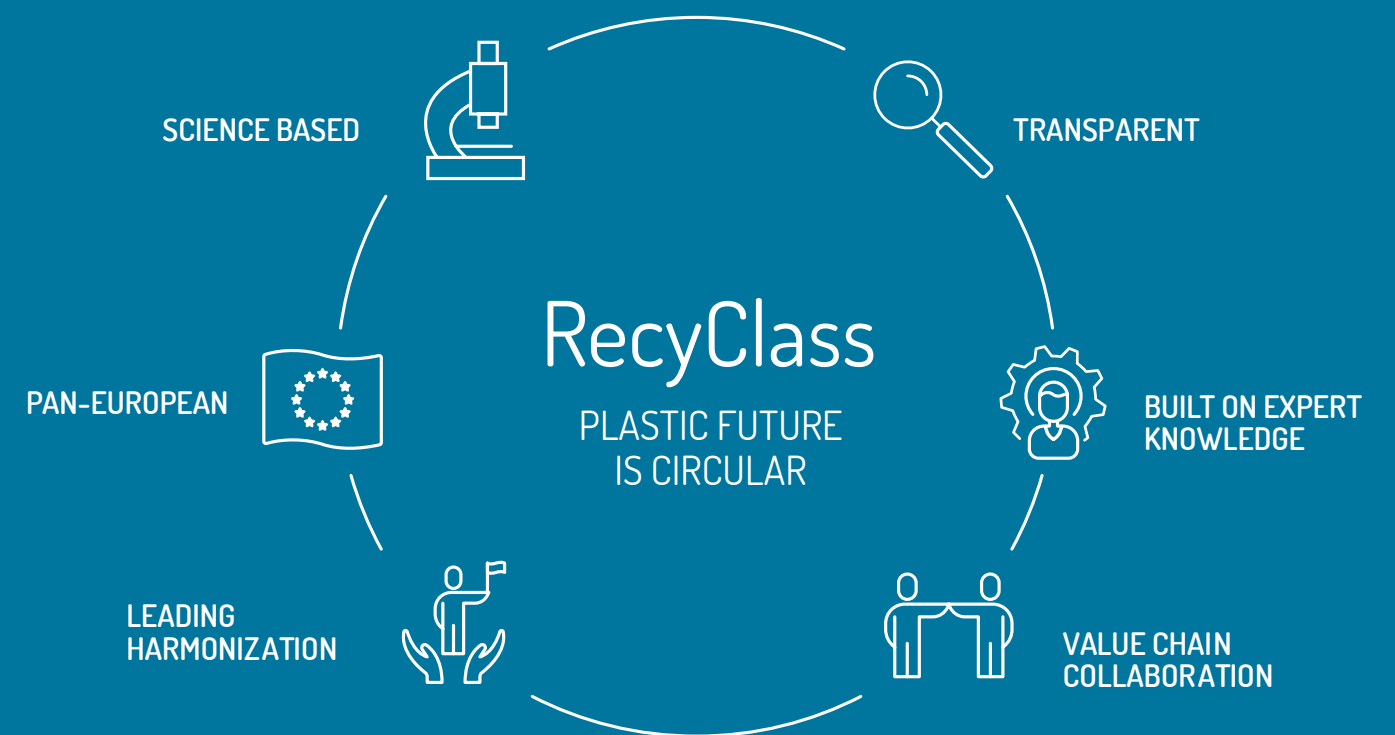 SCIENCE BASED
TRANSPARENT
RecyClass
PLASTIC FUTURE
IS CIRCULAR
PAN-EUROPEAN
BUILT ON EXPERT
KNOWLEDGE
LEADING
HARMONIZATION
VALUE CHAIN
COLLABORATION